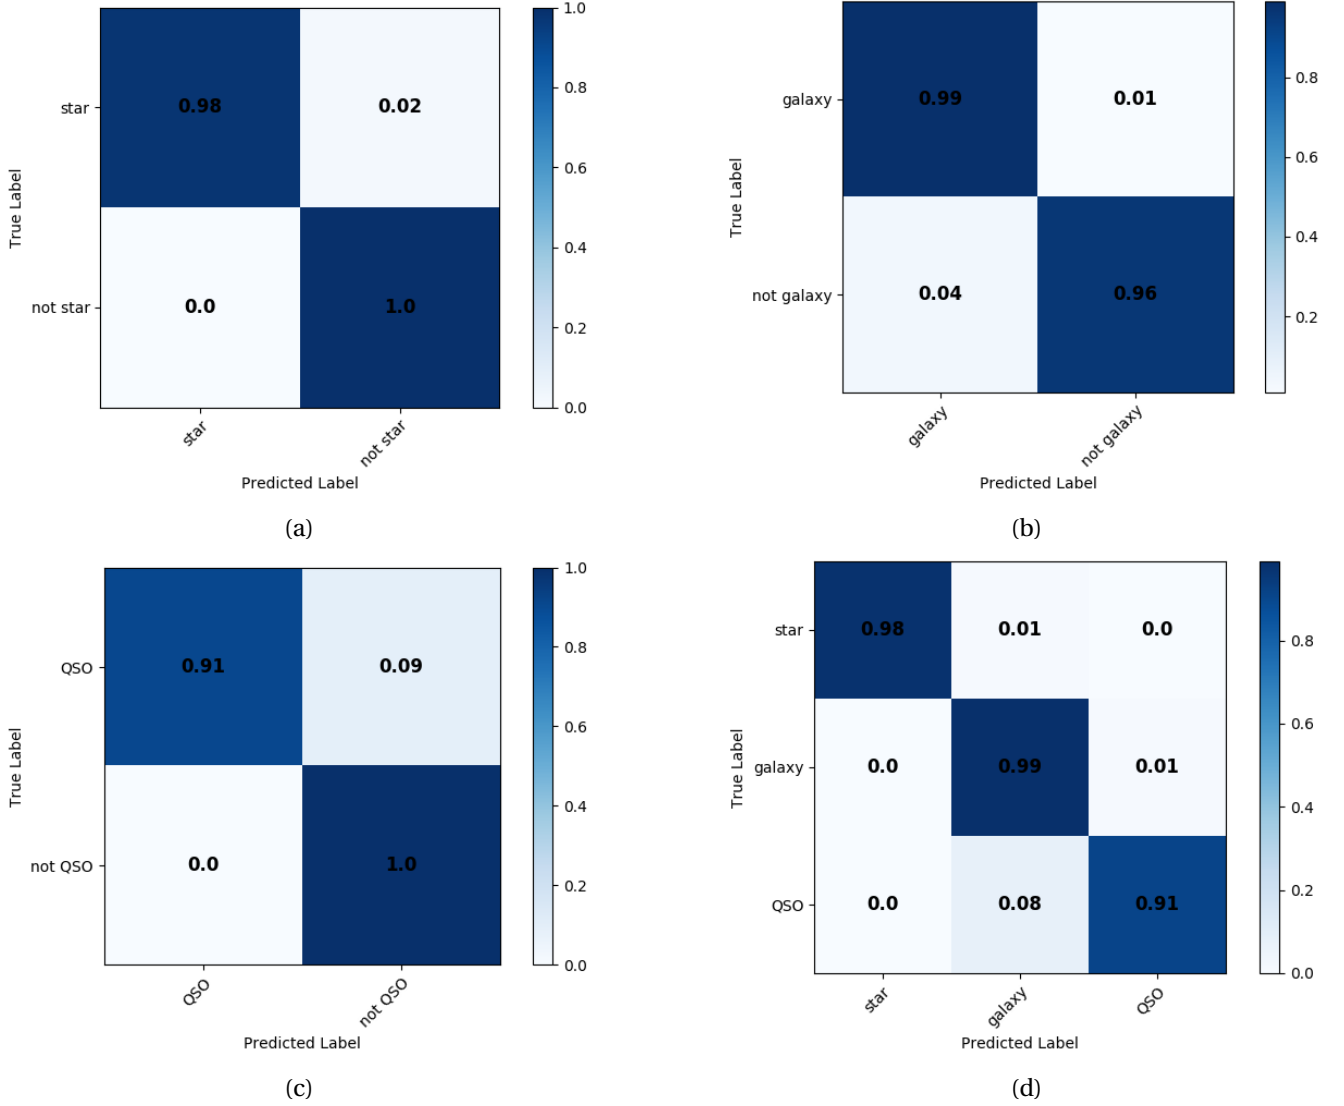 1.0
0.8
0.6
0.4
0.2
0.0
True Label
star
not star
0.98 0.02
0.0 1.0
star not star
Predicted Label
(a)
0.8
0.6
0.4
0.2
True Label
galaxy
not galaxy
0.99 0.01
0.04 0.96
galaxy not galaxy
Predicted Label
(b)
1.0
0.8
0.6
0.4
0.2
0.0
True Label
QSO
not QSO
0.91 0.09
0.0 1.0
QSO not QSO
Predicted Label
(c)
0.8
0.6
0.4
0.2
0.0
True Label
star
galaxy
QSO
0.98 0.01 0.0
0.0 0.99 0.01
0.0 0.08 0.91
star galaxy QSO
Predicted Label
(d)